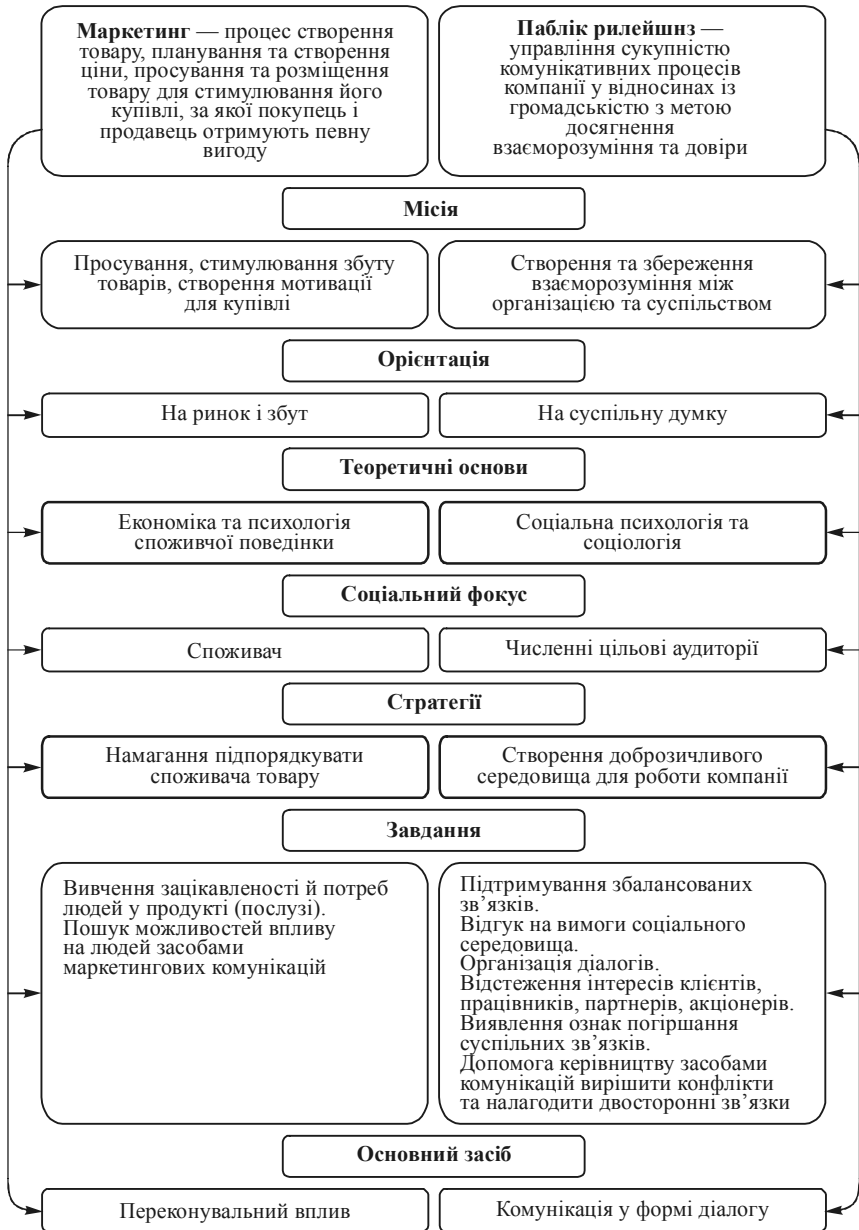 Маркетинг — процес створення
товару, планування та створення
ціни, просування та розміщення
товару для стимулювання його
купівлі, за якої покупець і
продавець отримують певну
вигоду
Паблік рилейшнз —
управління сукупністю
комунікативних процесів
компанії у відносинах із
громадськістю з метою
досягнення
взаєморозуміння та довіри
Місія
Просування, стимулювання збуту
товарів, створення мотивації
для купівлі
Створення та збереження
взаєморозуміння між
організацією та суспільством
Орієнтація
На ринок і збут
На суспільну думку
Теоретичні основи
Економіка та психологія
споживчої поведінки
Соціальна психологія та
соціологія
Соціальний фокус
Споживач
Численні цільові аудиторії
Стратегії
Намагання підпорядкувати
споживача товару
Створення доброзичливого
середовища для роботи компанії
Завдання
Вивчення зацікавленості й потреб
людей у продукті (послузі).
Пошук можливостей впливу
на людей засобами
маркетингових комунікацій
Підтримування збалансованих
зв’язків.
Відгук на вимоги соціального
середовища.
Організація діалогів.
Відстеження інтересів клієнтів,
працівників, партнерів, акціонерів.
Виявлення ознак погіршання
суспільних зв’язків.
Допомога керівництву засобами
комунікацій вирішити конфлікти
та налагодити двосторонні зв’язки
Основний засіб
Переконувальний вплив
Комунікація у формі діалогу